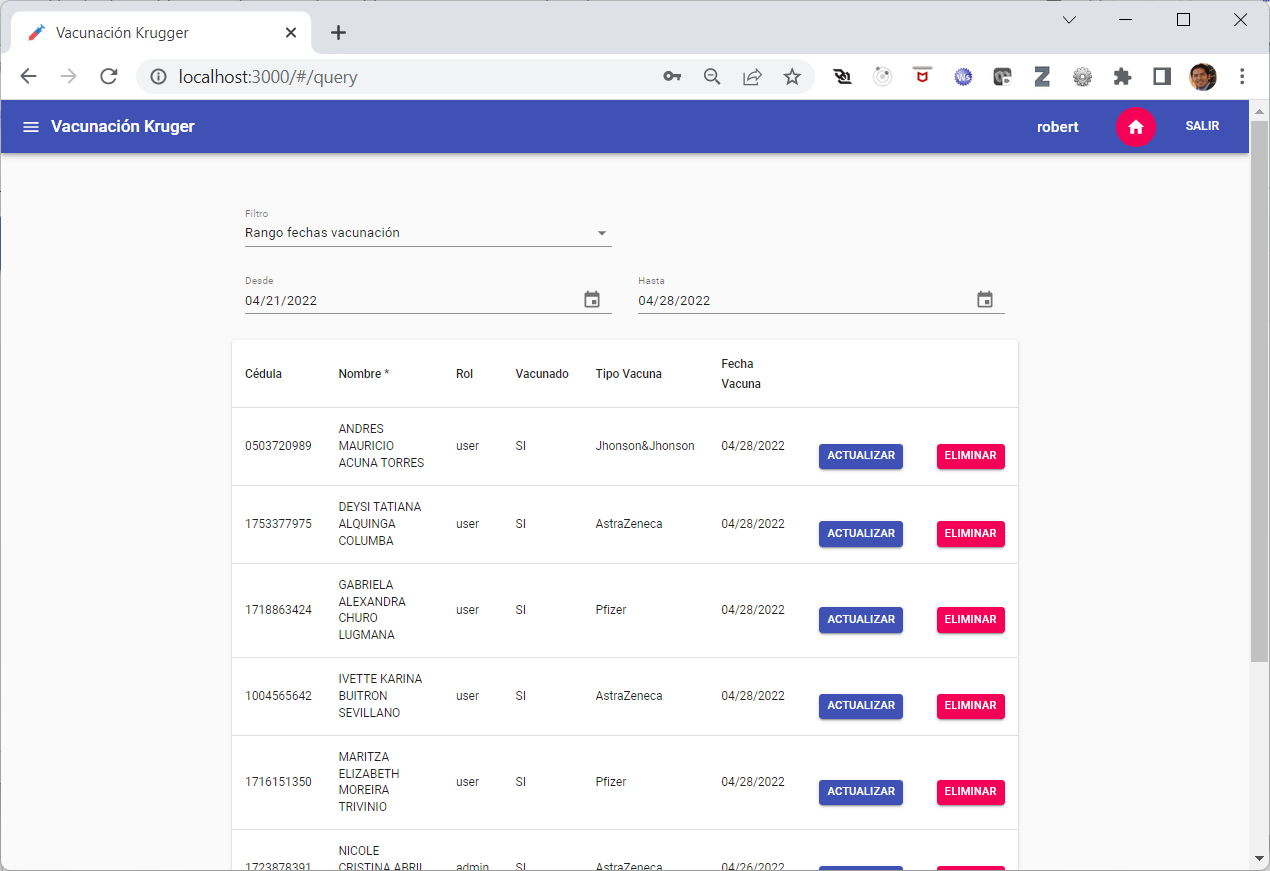 Vacunación Krugger
localhost:3000/#/query
Vacunación Kruger
robert
SALIR
Filtro
Rango fechas vacunación
Desde
04/21/2022
Hasta
04/28/2022
Cédula
Nombre *
Rol
Vacunado
Tipo Vacuna
Fecha
Vacuna
0503720989
ANDRES
MAURICIO
ACUNA TORRES
user
SI
Jhonson&Jhonson
04/28/2022
ACTUALIZAR
ELIMINAR
1753377975
DEYSI TATIANA
ALQUINGA
COLUMBA
user
SI
AstraZeneca
04/28/2022
ACTUALIZAR
ELIMINAR
1718863424
GABRIELA
ALEXANDRA
CHURO
LUGMANA
user
SI
Pfizer
04/28/2022
ACTUALIZAR
ELIMINAR
1004565642
IVETTE KARINA
BUITRON
SEVILLANO
user
SI
AstraZeneca
04/28/2022
ACTUALIZAR
ELIMINAR
1716151350
MARITZA
ELIZABETH
MOREIRA
TRIVINIO
user
SI
Pfizer
04/28/2022
ACTUALIZAR
ELIMINAR
1723878391
NICOLE
CRISTINA ABRIL
admin
SI
AstraZeneca
04/26/2022